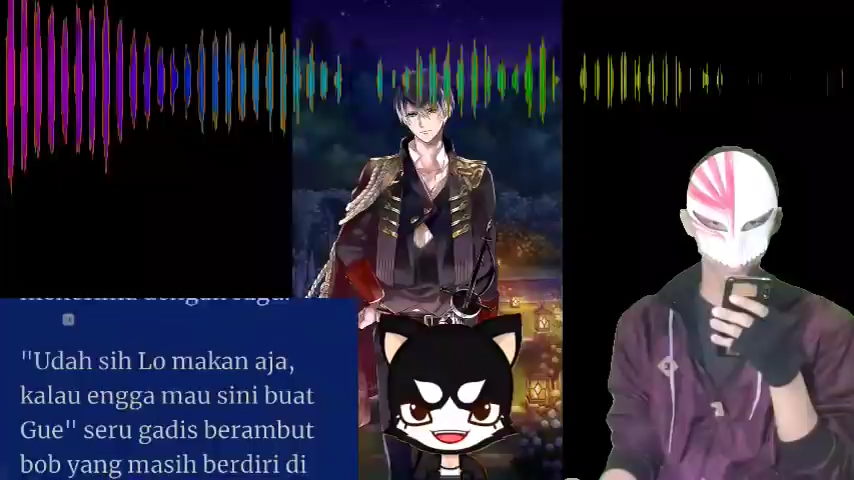 "Udah sih Lo makan aja,
kalau engga mau sini buat
Gue" seru gadis berambut
bob yang masih berdiri di